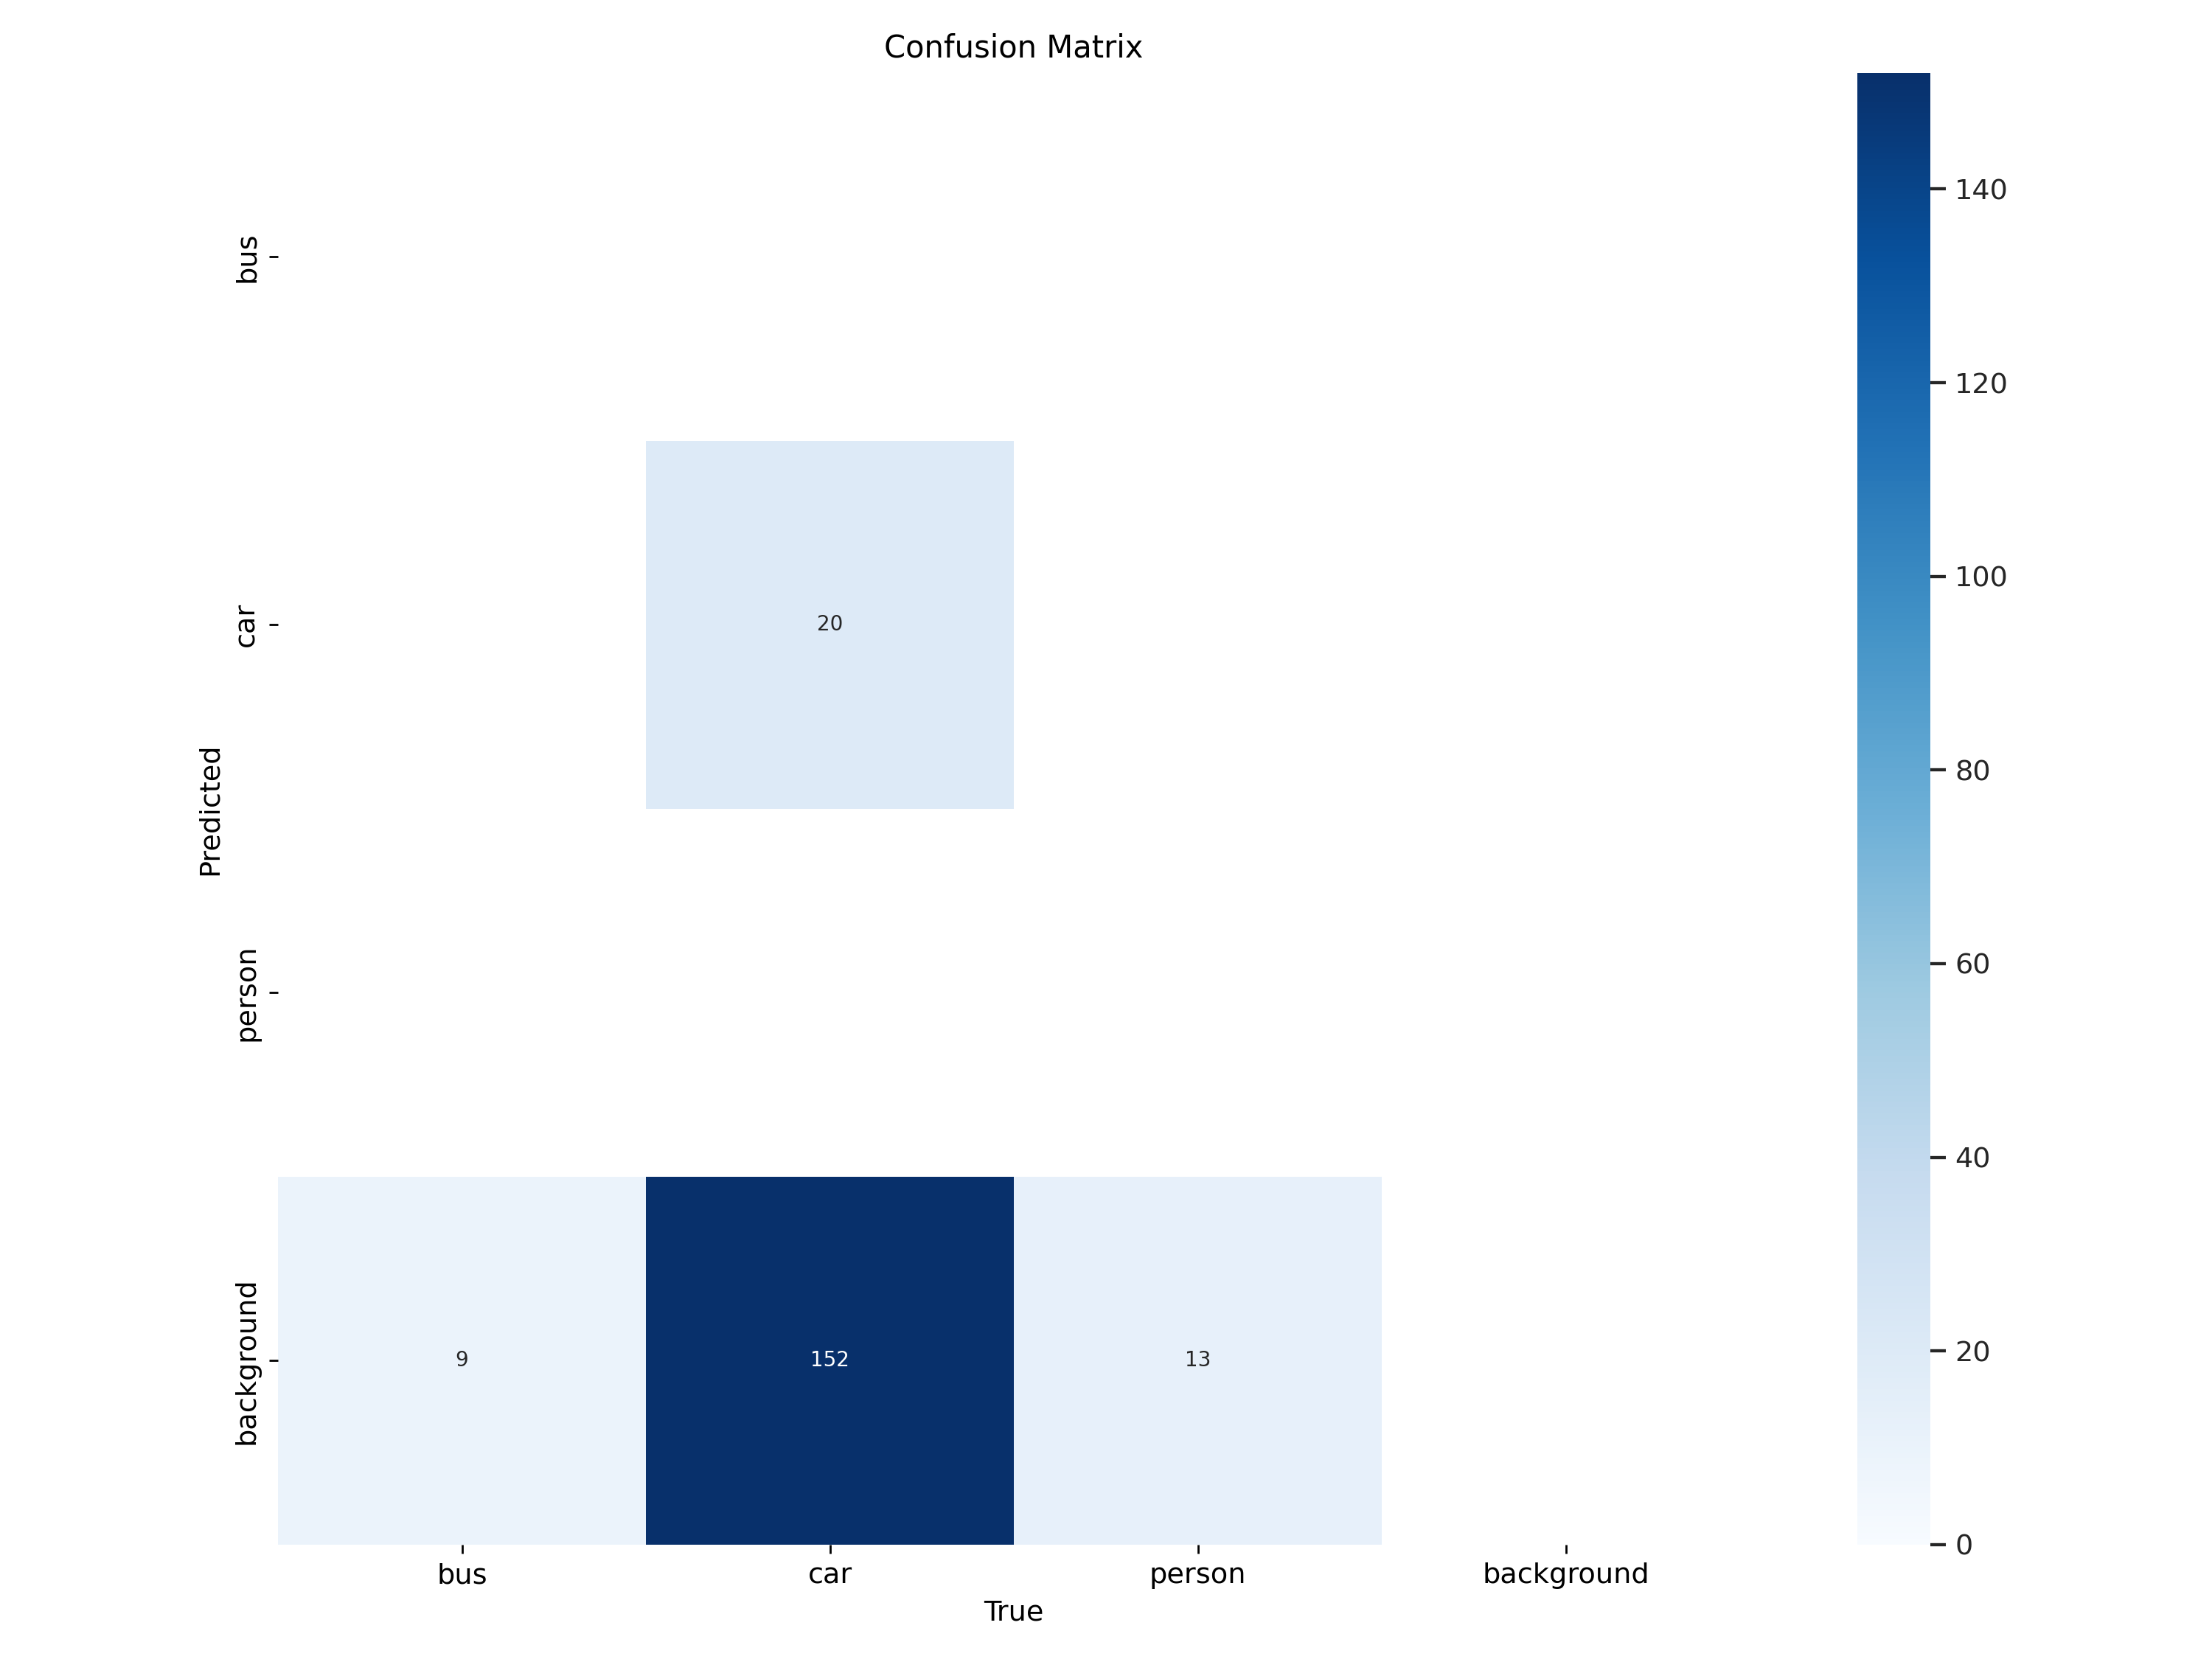 Confusion Matrix
140
120
100
80
60
40
20
0
Predicted
bus
car
person
background
20
9
152
13
bus
car
person
background
True